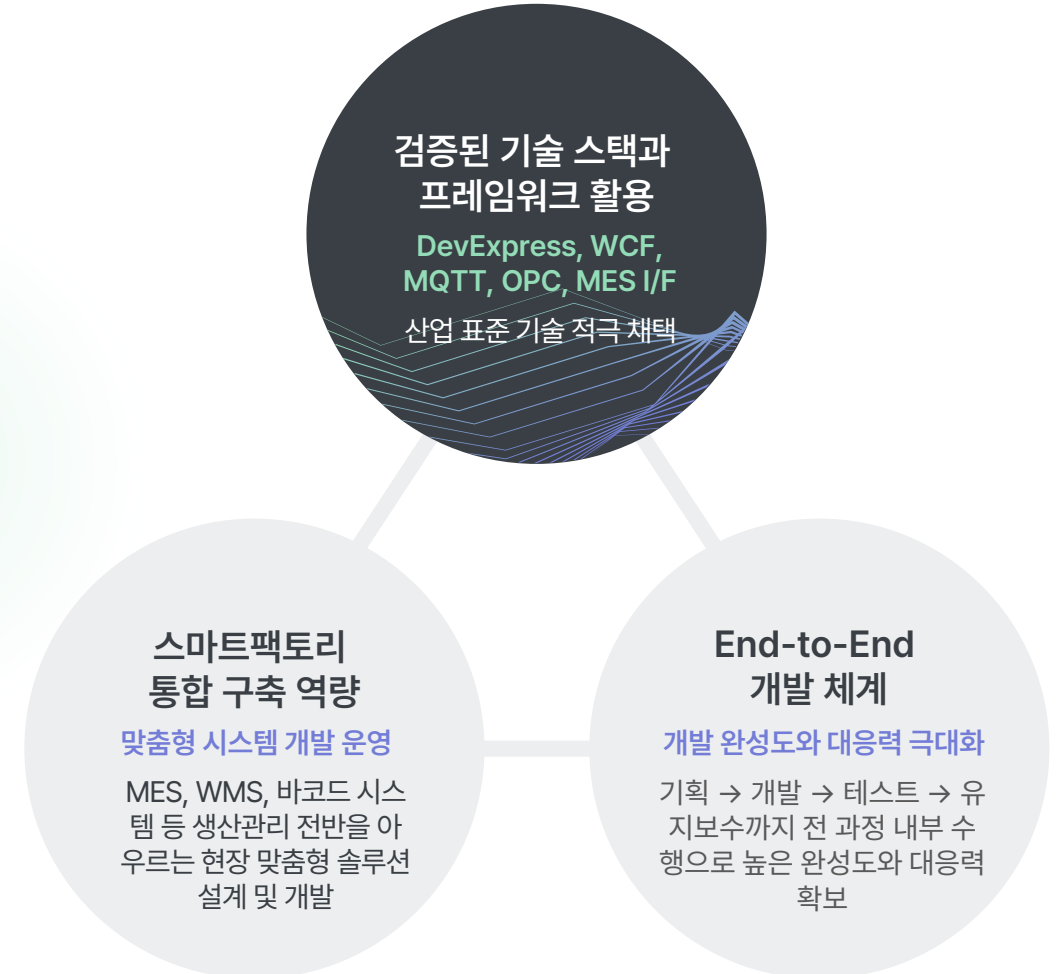 검증된 기술 스택과
프레임워크 활용
DevExpress, WCF,
MQTT, OPC, MES I/F
산업 표준 기술 적극 채택
스마트팩토리
통합 구축 역량
맞춤형 시스템 개발 운영
MES, WMS, 바코드 시스
템 등 생산관리 전반을 아
우르는 현장 맞춤형 솔루션
설계 및 개발
End-to-End
개발 체계
개발 완성도와 대응력 극대화
기획 → 개발 → 테스트 → 유
지보수까지 전 과정 내부 수
행으로 높은 완성도와 대응력
확보